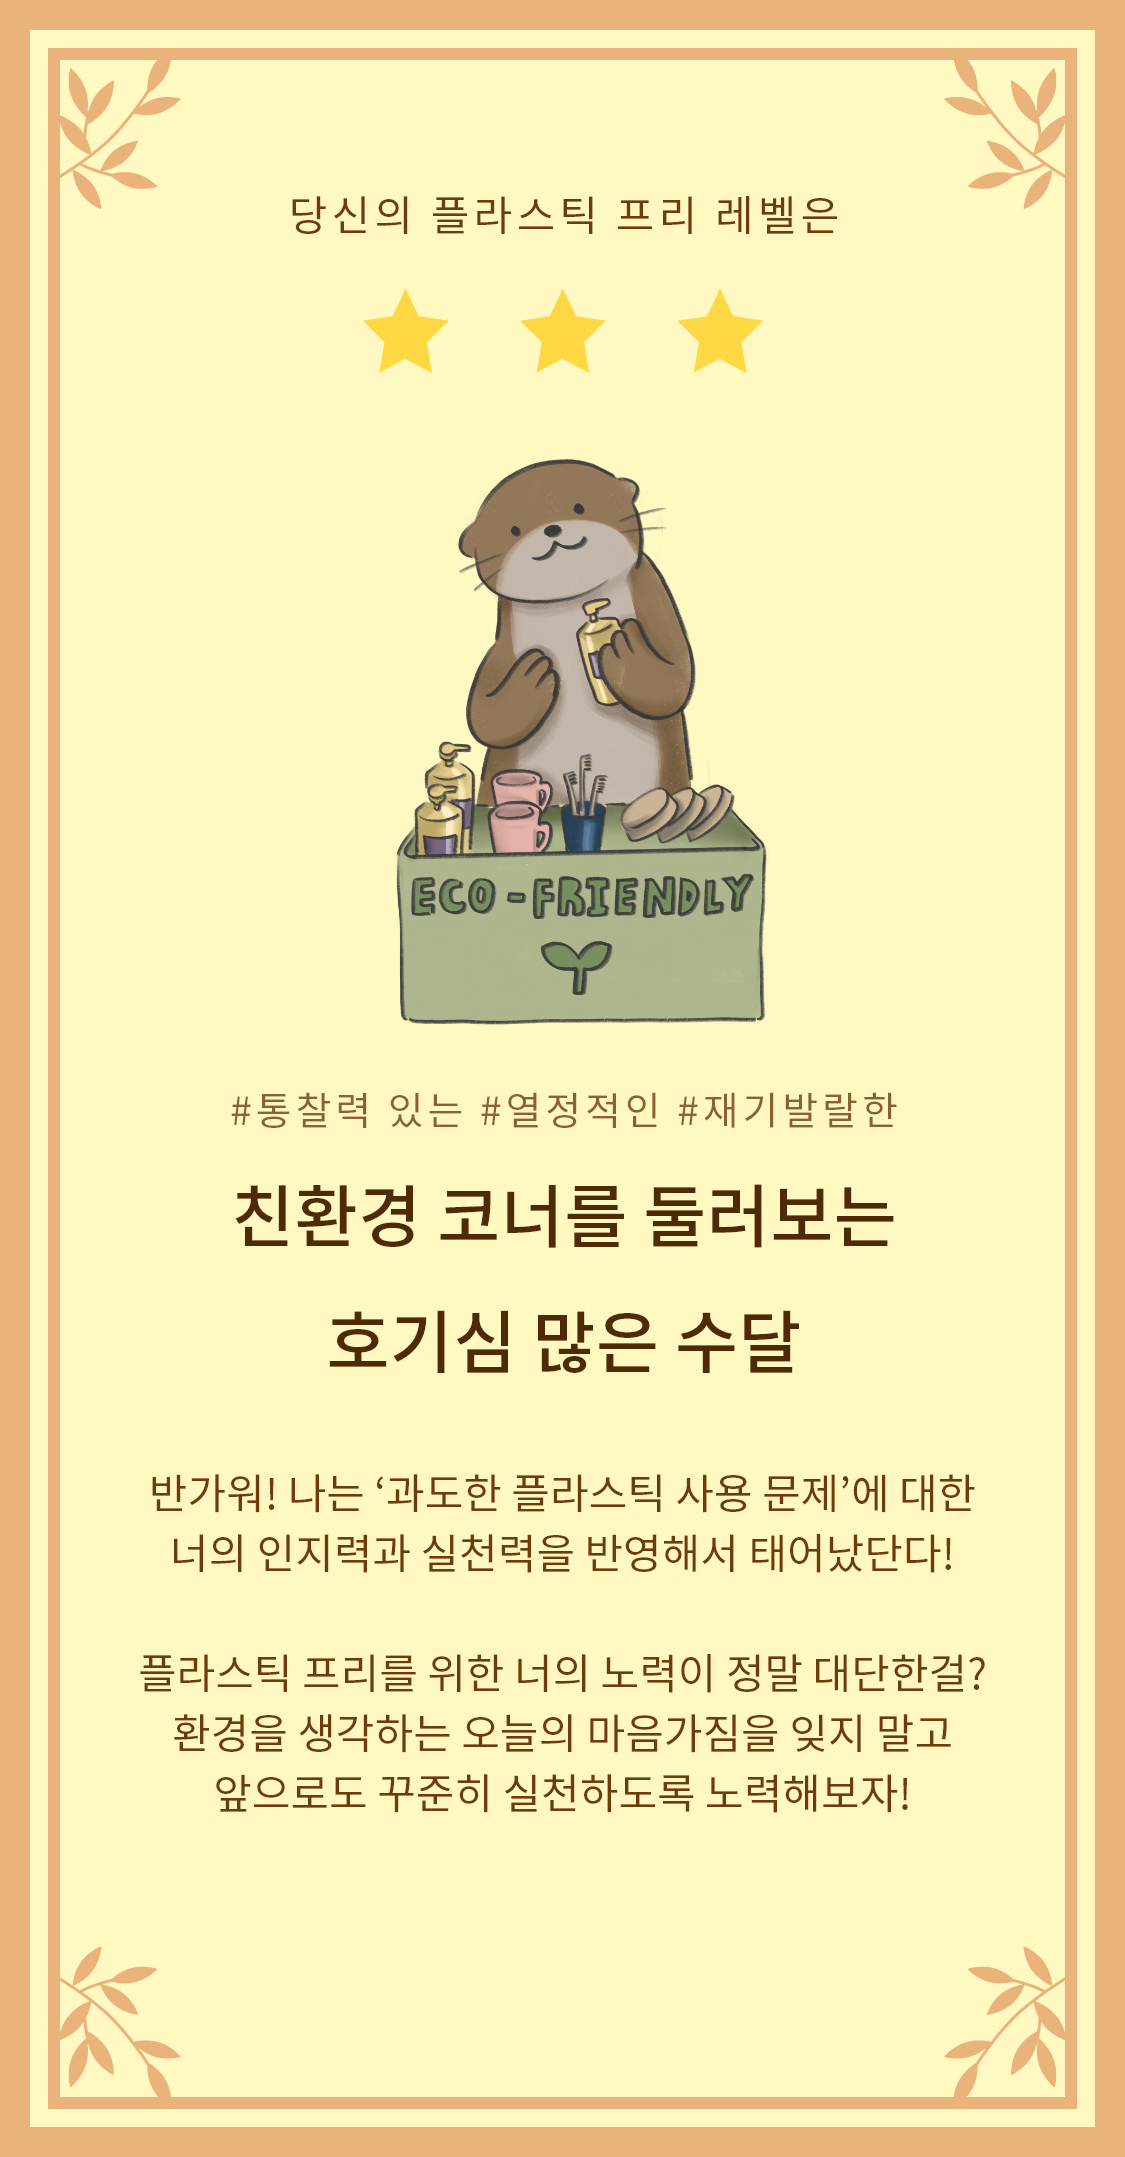 당신의 플라스틱 프리 레벨은
ECO-FRIENDLY
#통찰력 있는 #열정적인 #재기발랄한
친환경 코너를 둘러보는
호기심 많은 수달
반가워! 나는 ‘과도한 플라스틱 사용 문제’에 대한
너의 인지력과 실천력을 반영해서 태어났단다!
플라스틱 프리를 위한 너의 노력이 정말 대단한걸?
환경을 생각하는 오늘의 마음가짐을 잊지 말고
앞으로도 꾸준히 실천하도록 노력해보자!